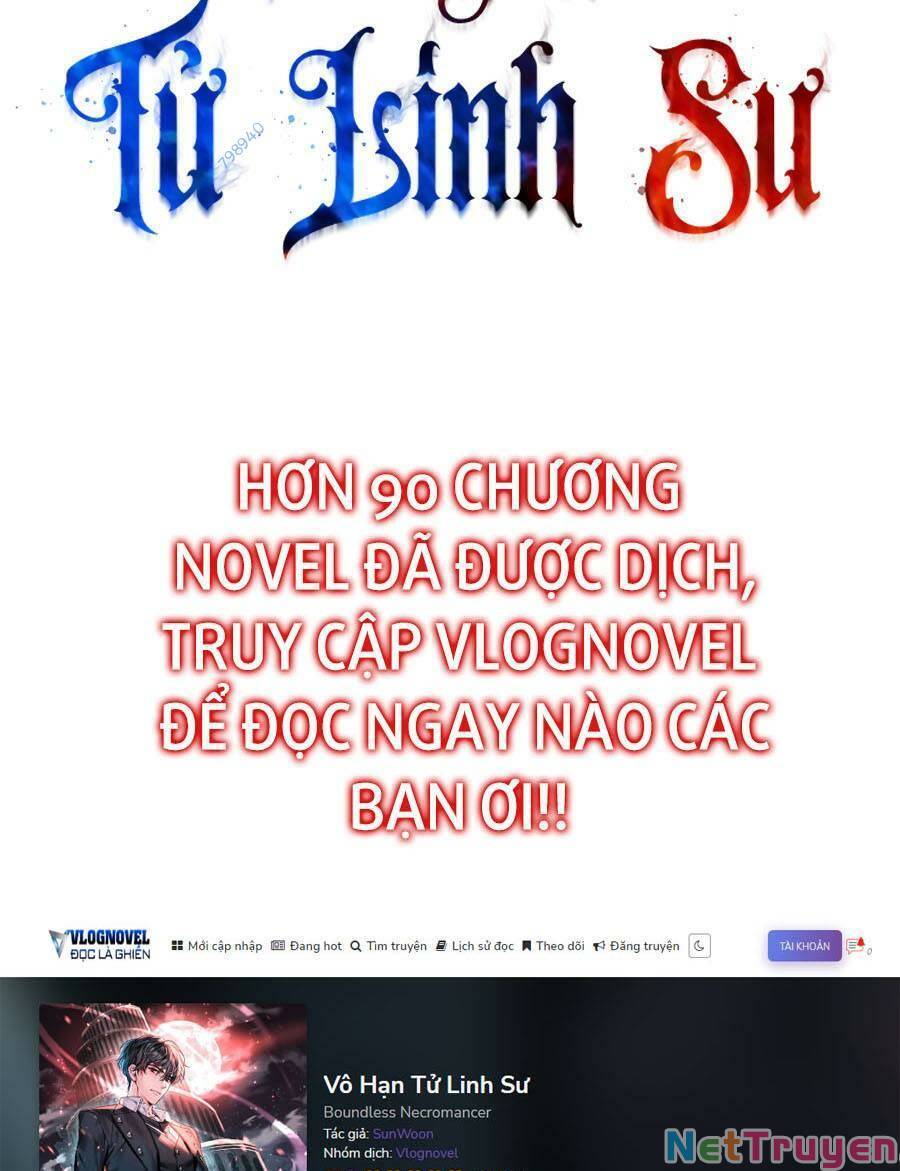 Tử Linh Sư
798940
HƠN 90 CHƯƠNG
NOVEL ĐÃ ĐƯỢC DỊCH,
TRUY CẬP VLOGNOVEL
ĐỂ ĐỌC NGAY NÀO CÁC
BẠN ƠI!!
VLOGNOVEL
ĐỌC LÀ GHIỀN
Mới cập nhập Đang hot Tìm truyện Lịch sử đọc Theo dõi Đăng truyện TÀI KHOẢN 0
Vô Hạn Tử Linh Sư
Boundless Necromancer
Tác giả: SunWoon
Nhóm dịch: Vlognovel
NetTruyen